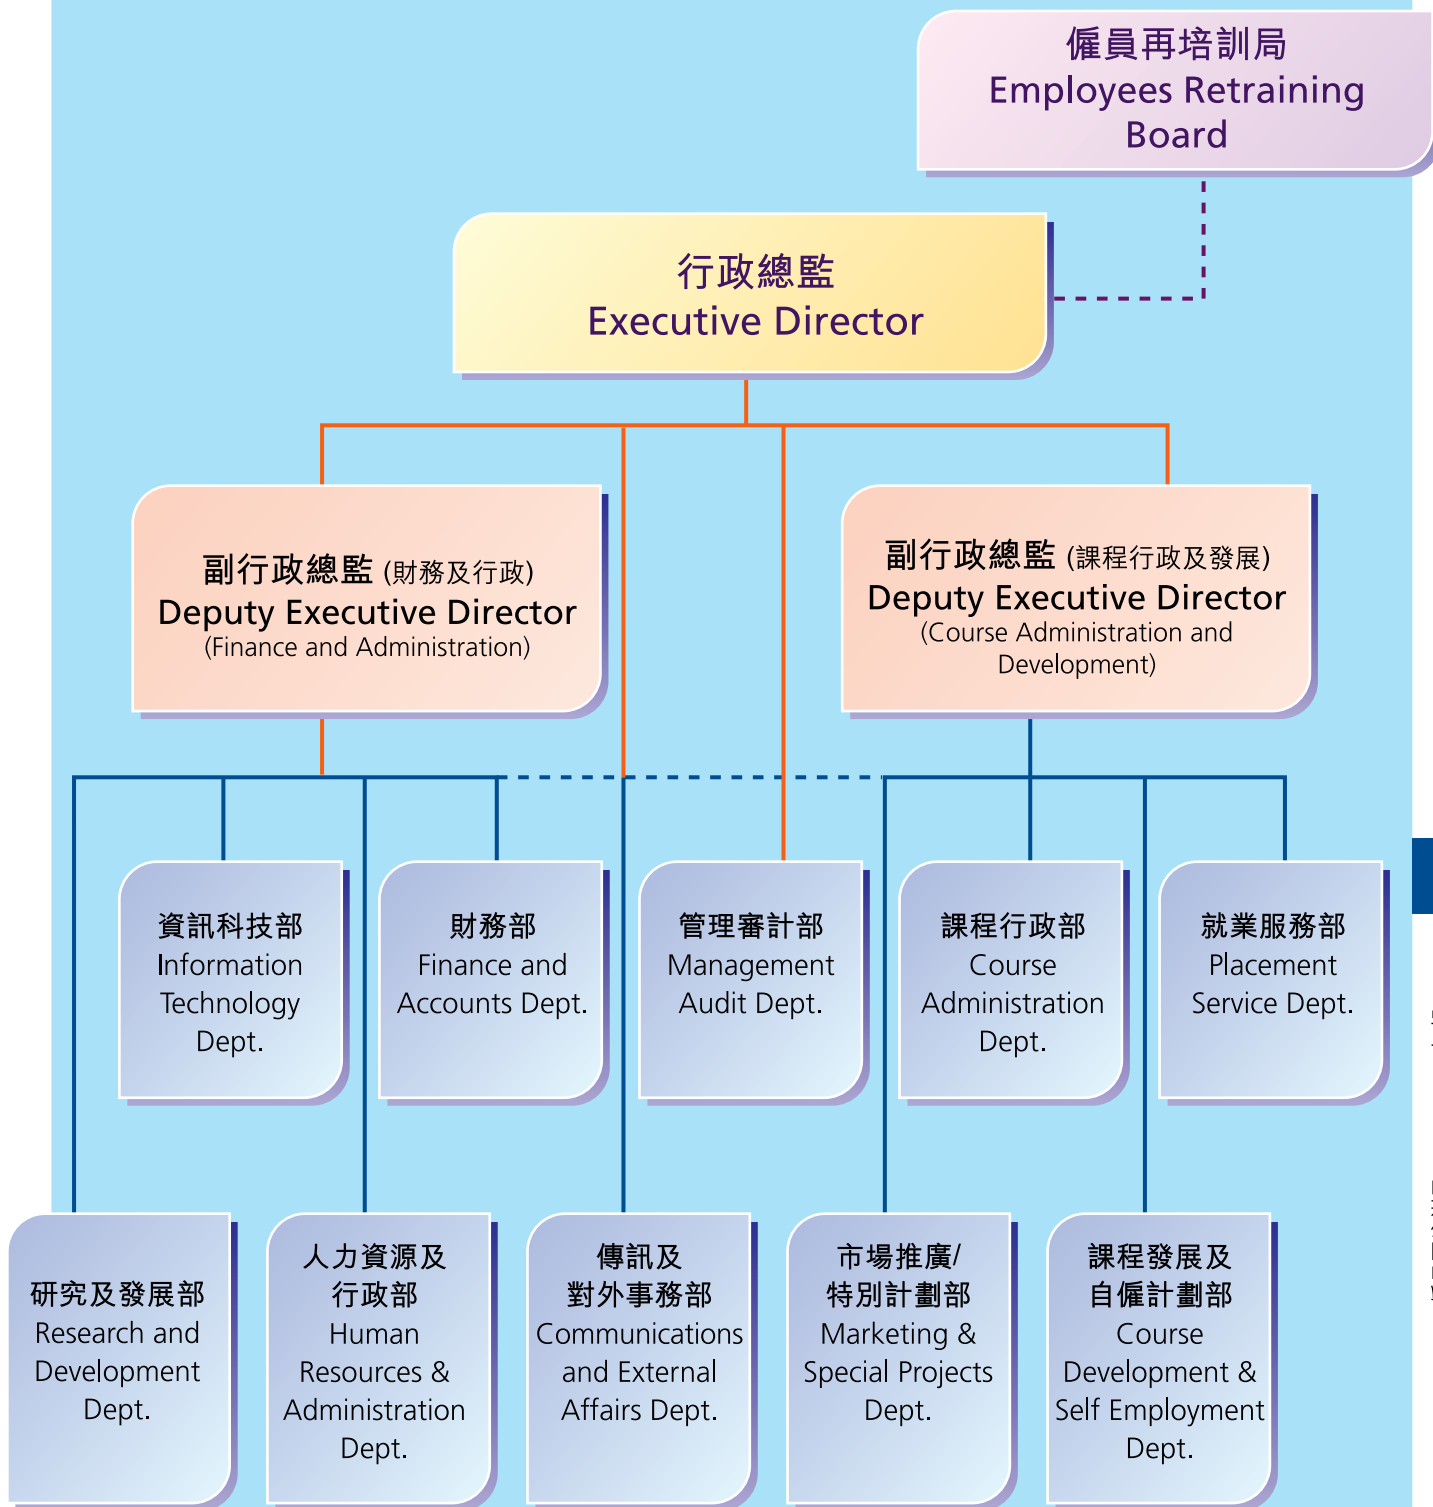 僱員再培訓局
Employees Retraining
Board
行政總監
Executive Director
副行政總監 (財務及行政)
Deputy Executive Director
(Finance and Administration)
副行政總監 (課程行政及發展)
Deputy Executive Director
(Course Administration and
Development)
資訊科技部
Information
Technology
Dept.
財務部
Finance and
Accounts Dept.
管理審計部
Management
Audit Dept.
課程行政部
Course
Administration
Dept.
就業服務部
Placement
Service Dept.
研究及發展部
Research and
Development
Dept.
人力資源及
行政部
Human
Resources &
Administration
Dept.
傳訊及
對外事務部
Communications
and External
Affairs Dept.
市場推廣/
特別計劃部
Marketing &
Special Projects
Dept.
課程發展及
自僱計劃部
Course
Development &
Self Employment
Dept.